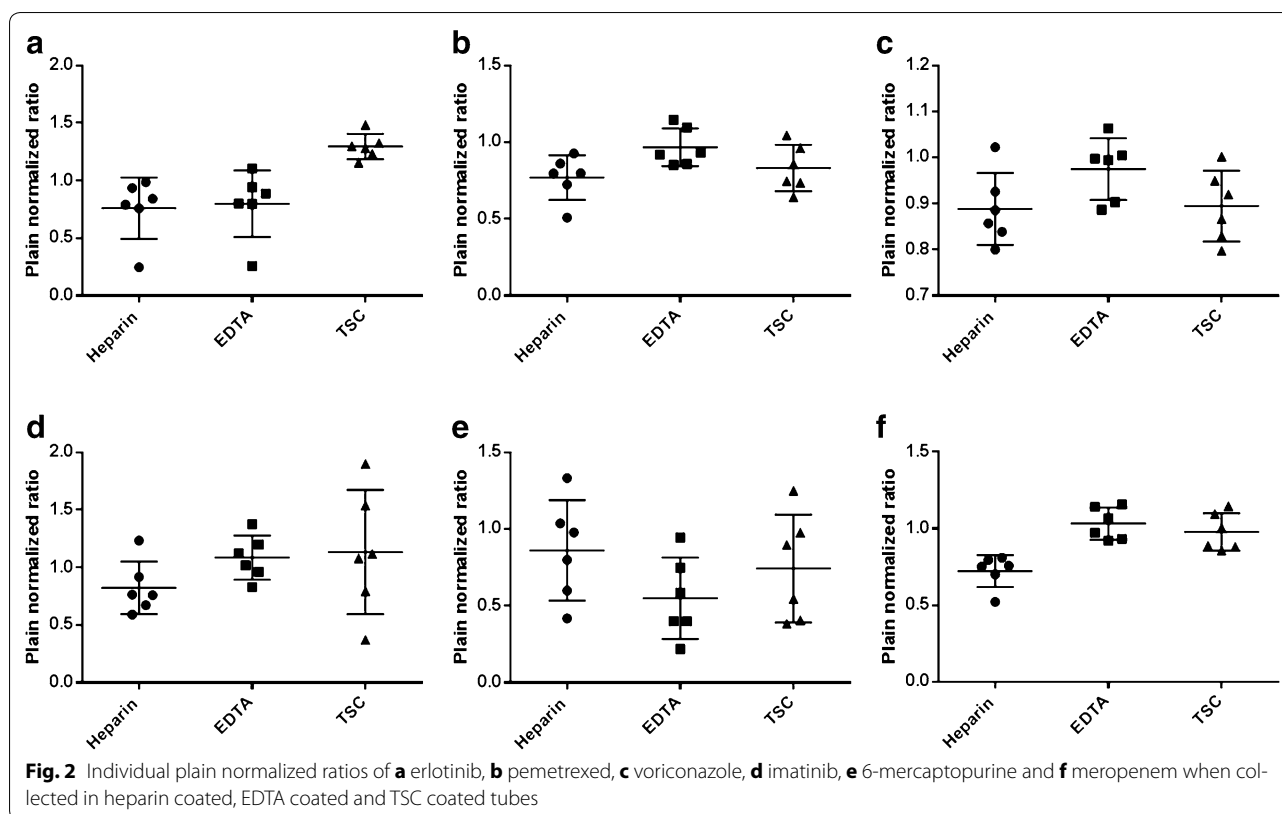 a
2.0
1.5
1.0
0.5
0.0
Plain normalized ratio
Heparin
EDTA
TSC
b
1.5
1.0
0.5
0.0
Plain normalized ratio
Heparin
EDTA
TSC
c
1.2
1.1
1.0
0.9
0.8
0.7
Plain normalized ratio
Heparin
EDTA
TSC
d
2.0
1.5
1.0
0.5
0.0
Plain normalized ratio
Heparin
EDTA
TSC
e
1.5
1.0
0.5
0.0
Plain normalized ratio
Heparin
EDTA
TSC
f
1.5
1.0
0.5
0.0
Plain normalized ratio
Heparin
EDTA
TSC
Fig. 2 Individual plain normalized ratios of a erlotinib, b pemetrexed, c voriconazole, d imatinib, e 6-mercaptopurine and f meropenem when col-
lected in heparin coated, EDTA coated and TSC coated tubes